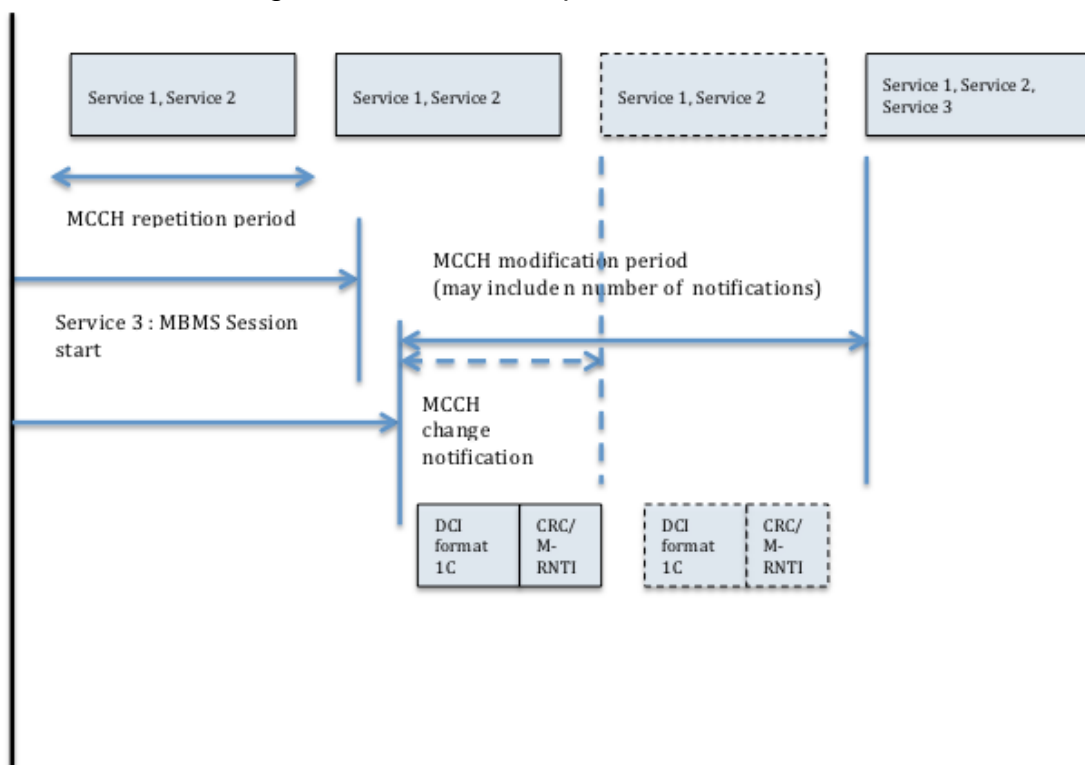 Service 1, Service 2
Service 1, Service 2
Service 1, Service 2
Service 1, Service 2,
Service 3
MCCH repetition period
MCCH modification period
(may include n number of notifications)
Service 3 : MBMS Session
start
MCCH
change
notification
DCI
format
1C
CRC/
M-
RNTI
DCI
format
1C
CRC/
M-
RNTI